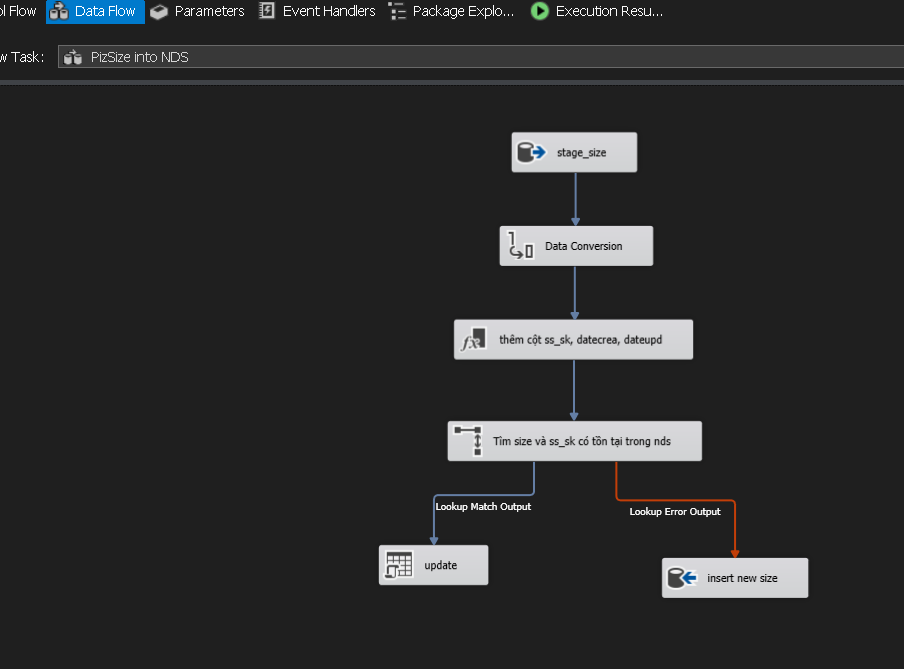 ol Flow
Data Flow
Parameters
Event Handlers
Package Explo...
Execution Resu...
w Task:
PizSize into NDS
stage_size
Data Conversion
thêm cột ss_sk, datecrea, dateupd
Tìm size và ss_sk có tồn tại trong nds
Lookup Match Output
Lookup Error Output
update
insert new size